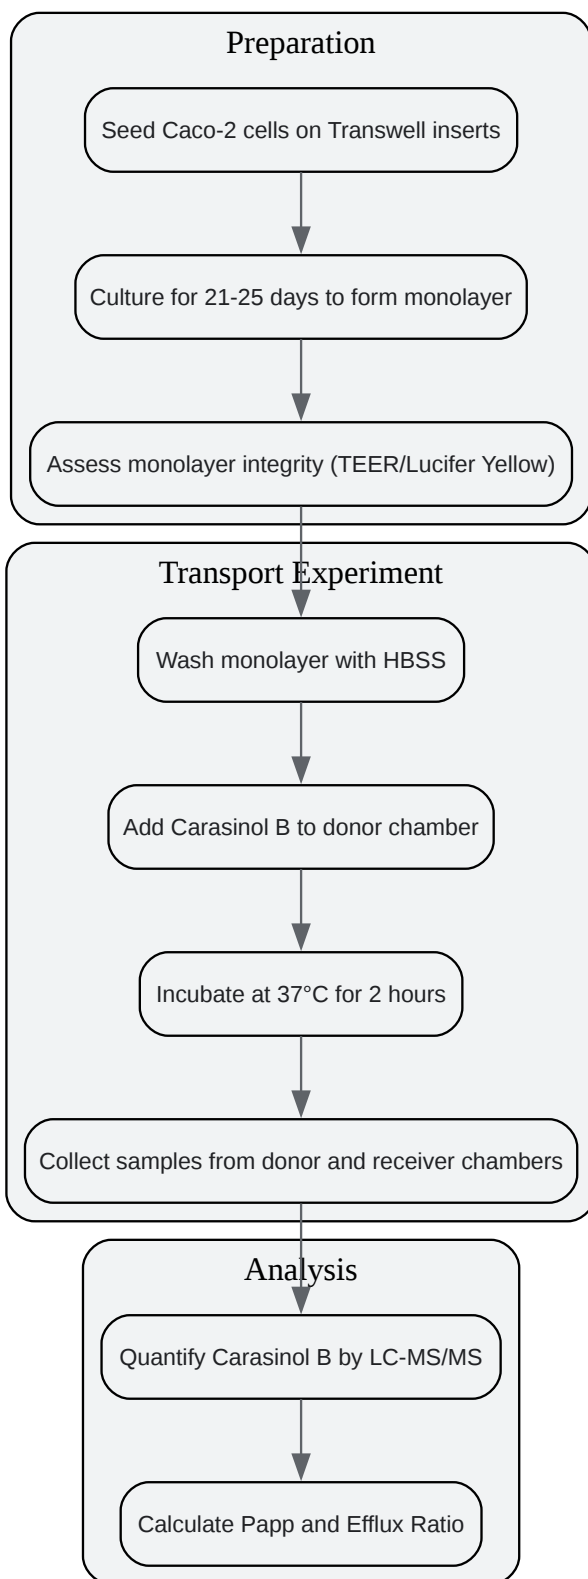 Preparation
Seed Caco-2 cells on Transwell inserts
Culture for 21-25 days to form monolayer
Assess monolayer integrity (TEER/Lucifer Yellow)
Transport Experiment
Wash monolayer with HBSS
Add Carasinol B to donor chamber
Incubate at 37°C for 2 hours
Collect samples from donor and receiver chambers
Analysis
Quantify Carasinol B by LC-MS/MS
Calculate Papp and Efflux Ratio